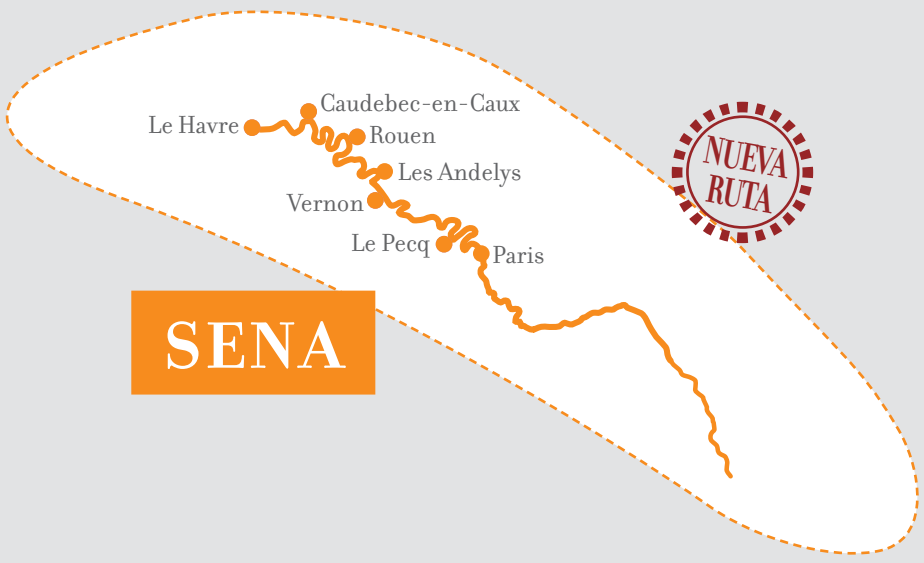 Caudebec-en-Caux
Le Havre
Rouen
Les Andelys
Vernon
Le Pecq
Paris
NUEVA
RUTA
SENA